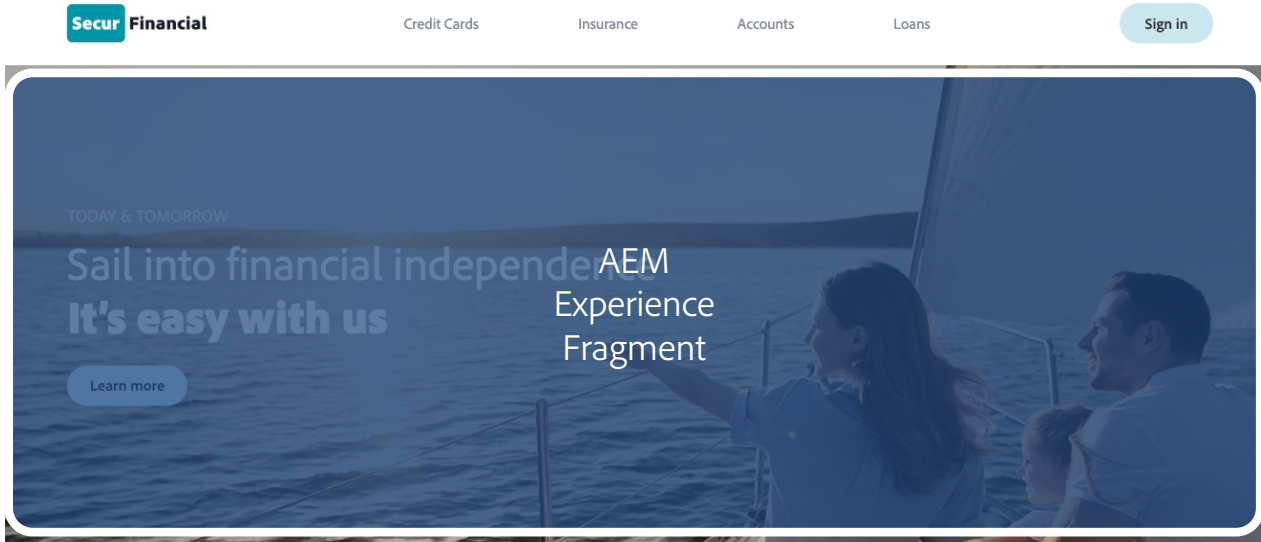 Secur Financial
Credit Cards
Insurance
Accounts
Loans
Sign in
TODAY & TOMORROW
Sail into financial independence
It's easy with us
Learn more
AEM
Experience
Fragment